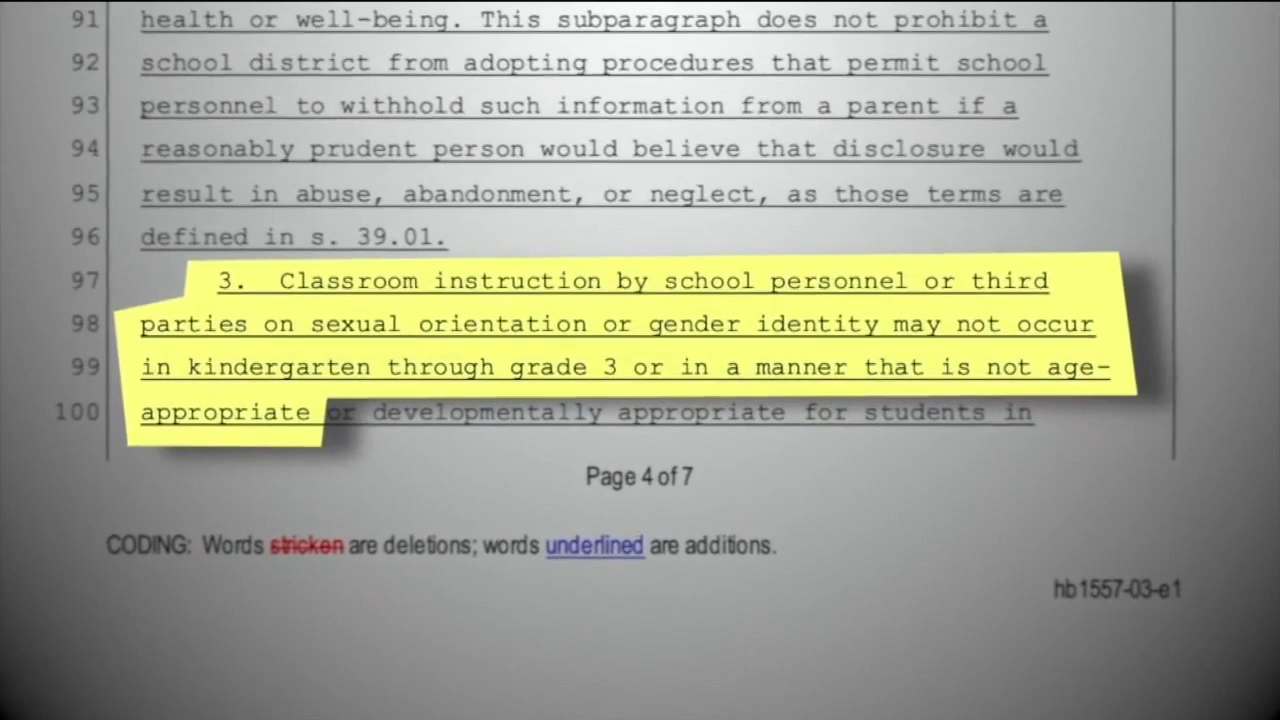 91 health or well-being. This subparagraph does not prohibit a
92 school district from adopting procedures that permit school
93 personnel to withhold such information from a parent if a
94 reasonably prudent person would believe that disclosure would
95 result in abuse, abandonment, or neglect, as those terms are
96 defined in s. 39.01.
97 3. Classroom instruction by school personnel or third
98 parties on sexual orientation or gender identity may not occur
99 in kindergarten through grade 3 or in a manner that is not age-
100 appropriate or developmentally appropriate for students in
Page 4 of 7
CODING: Words stricken are deletions; words underlined are additions.
hb1557-03-e1